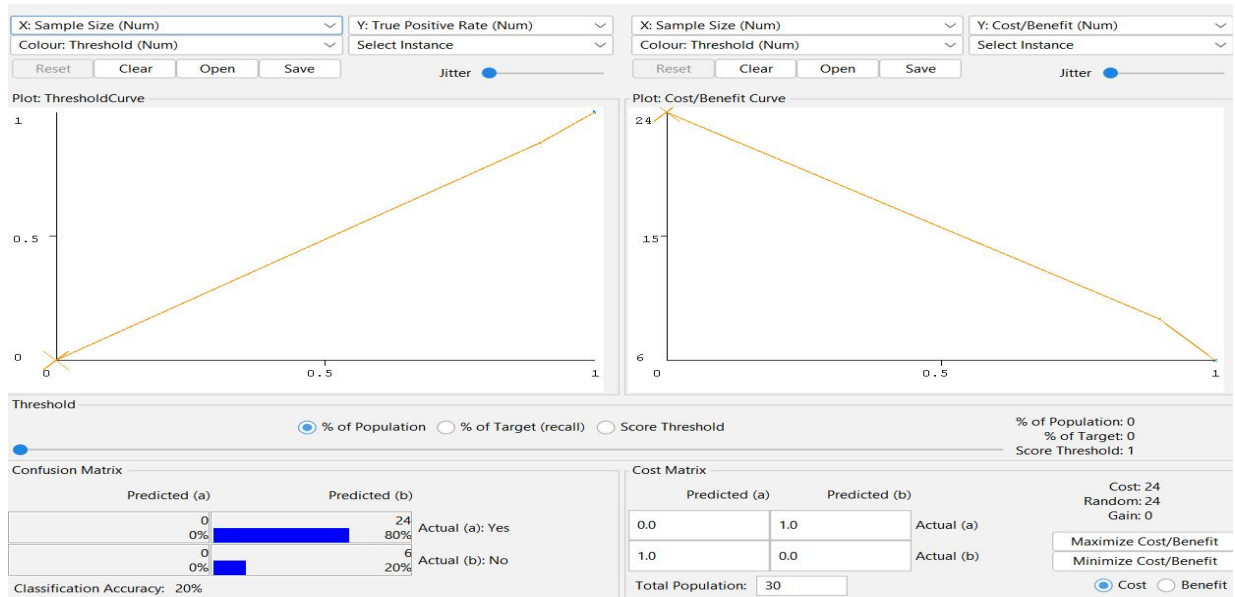 X: Sample Size (Num) Y: True Positive Rate (Num) X: Sample Size (Num) Y: Cost/Benefit (Num)
Colour: Threshold (Num) Select Instance Colour: Threshold (Num) Select Instance
Reset Clear Open Save Jitter Reset Clear Open Save Jitter
Plot: ThresholdCurve Plot: Cost/Benefit Curve
1 24
0.5 15
0 6
0 0.5 1 0 0.5 1
Threshold
% of Population % of Target (recall) Score Threshold
% of Population: 0
% of Target: 0
Score Threshold: 1
Confusion Matrix
Predicted (a) Predicted (b)
0 24
0% 80% Actual (a): Yes
0 6
0% 20% Actual (b): No
Classification Accuracy: 20%
Cost Matrix
Predicted (a) Predicted (b)
0.0 1.0 Actual (a)
1.0 0.0 Actual (b)
Total Population: 30
Cost: 24
Random: 24
Gain: 0
Maximize Cost/Benefit
Minimize Cost/Benefit
Cost Benefit